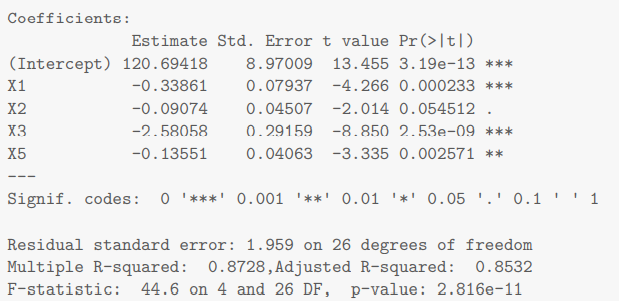 Coefficients:
            Estimate Std. Error t value Pr(>|t|)
(Intercept) 120.69418    8.97009  13.455 3.19e-13 ***
X1           -0.33861    0.07937  -4.266 0.000233 ***
X2           -0.09074    0.04507  -2.014 0.054512 .
X3           -2.58058    0.29159  -8.850 2.53e-09 ***
X5           -0.13551    0.04063  -3.335 0.002571 **
---
Signif. codes:  0 '***' 0.001 '**' 0.01 '*' 0.05 '.' 0.1 ' ' 1
Residual standard error: 1.959 on 26 degrees of freedom
Multiple R-squared:  0.8728,Adjusted R-squared:  0.8532
F-statistic:  44.6 on 4 and 26 DF,  p-value: 2.816e-11